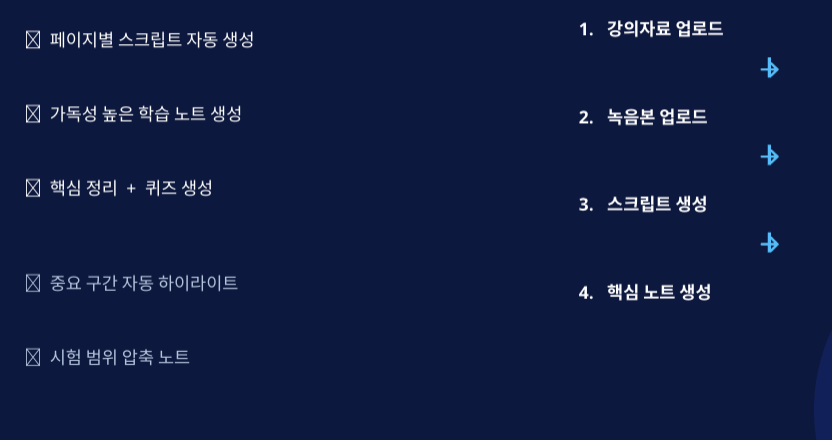 페이지별 스크립트 자동 생성
가독성 높은 학습 노트 생성
핵심 정리 + 퀴즈 생성
중요 구간 자동 하이라이트
시험 범위 압축 노트
1. 강의자료 업로드
2. 녹음본 업로드
3. 스크립트 생성
4. 핵심 노트 생성